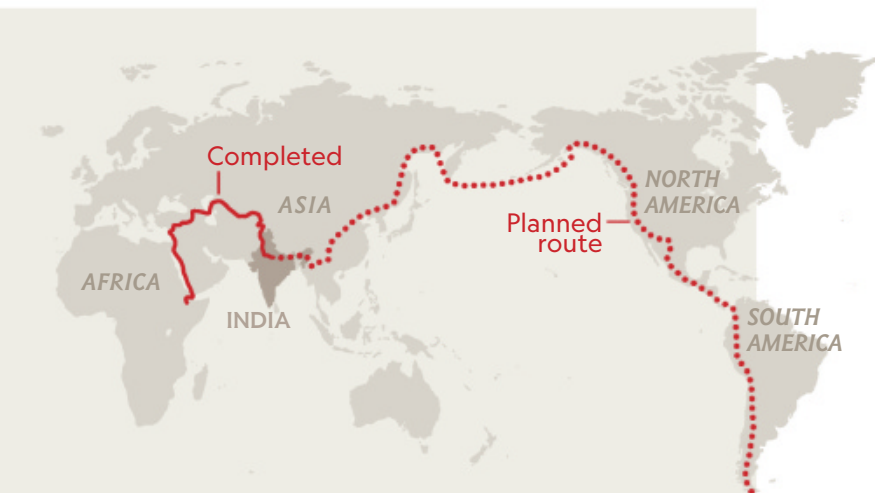 Completed
ASIA
NORTH
AMERICA
Planned
route
AFRICA
INDIA
SOUTH
AMERICA